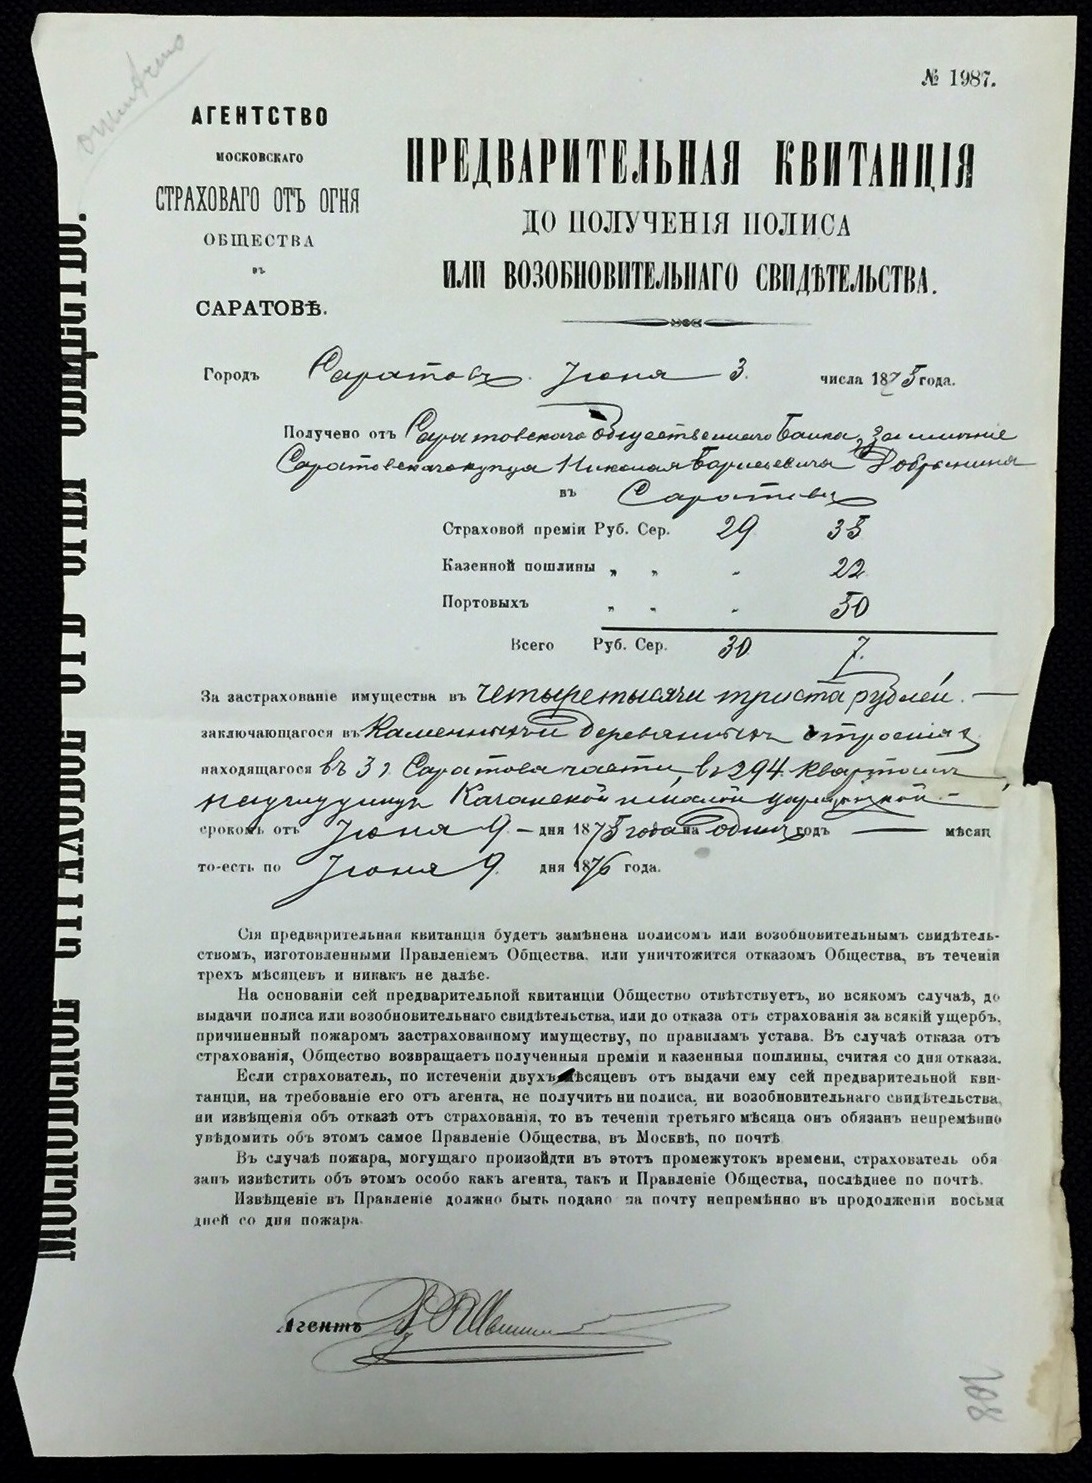 № 1987.
АГЕНТСТВО
МОСКОВСКАГО
СТРАХОВАГО ОТЪ ОГНЯ
ОБЩЕСТВА
ВЪ
САРАТОВѢ.
ПРЕДВАРИТЕЛЬНАЯ КВИТАНЦІЯ
ДО ПОЛУЧЕНІЯ ПОЛИСА
ИЛИ ВОЗОБНОВИТЕЛЬНАГО СВИДѢТЕЛЬСТВА.
МОСКОВСКОЕ СТРАХОВОЕ ОТЪ ОГНЯ ОБЩЕСТВО.
Городъ Саратовъ. Іюня 3. числа 1875 года.
Получено отъ Саратовскаго Общественнаго Банка, за имѣніе
Саратовскаго купца Николая Борисовича Добрынина
въ Саратовѣ
Страховой преміи Руб. Сер. 29 35
Казенной пошлины „ „ „ 22
Портовыхъ „ „ „ 50
Всего Руб. Сер. 30 7.
За застрахованіе имущества въ четыре тысячи триста рублей. —
заключающагося въ Каменныхъ и деревянныхъ строенія
находящагося въ 3й Саратова части, въ 294 квартал
улиц
срокомъ отъ Іюня 9 – дня 1875 года на Одинъ годъ — мѣсяц
то-есть по Іюня 9. дня 1876 года.
Сія предварительная квитанція будетъ замѣнена полисомъ или возобновительнымъ свидѣтель-
ствомъ, изготовленными Правленіемъ Общества, или уничтожится отказомъ Общества, въ теченіи
трехъ мѣсяцевъ и никакъ не далѣе.
На основаніи сей предварительной квитанціи Общество отвѣтствуетъ, во всякомъ случаѣ, до
выдачи полиса или возобновительнаго свидѣтельства, или до отказа отъ страхованія за всякій ущербъ,
причиненный пожаромъ застрахованному имуществу, по правиламъ устава. Въ случаѣ отказа отъ
страхованія, Общество возвращаетъ полученныя преміи и казенныя пошлины, считая со дня отказа.
Если страхователь, по истеченіи двухъ мѣсяцевъ отъ выдачи ему сей предварительной кви-
танціи, на требованіе его отъ агента, не получитъ ни полиса, ни возобновительнаго свидѣтельства,
ни извѣщенія объ отказѣ отъ страхованія, то въ теченіи третьяго мѣсяца онъ обязанъ непремѣнно
увѣдомить объ этомъ самое Правленіе Общества, въ Москвѣ, по почтѣ
Въ случаѣ пожара, могущаго произойдти въ этотъ промежутокъ времени, страхователь обя
занъ извѣстить объ этомъ особо какъ агента, такъ и Правленіе Общества, послѣднее по почтѣ.
Извѣщеніе въ Правленіе должно быть подано на почту непремѣнно въ продолженіи восьми
дней со дня пожара.
Агентъ
108